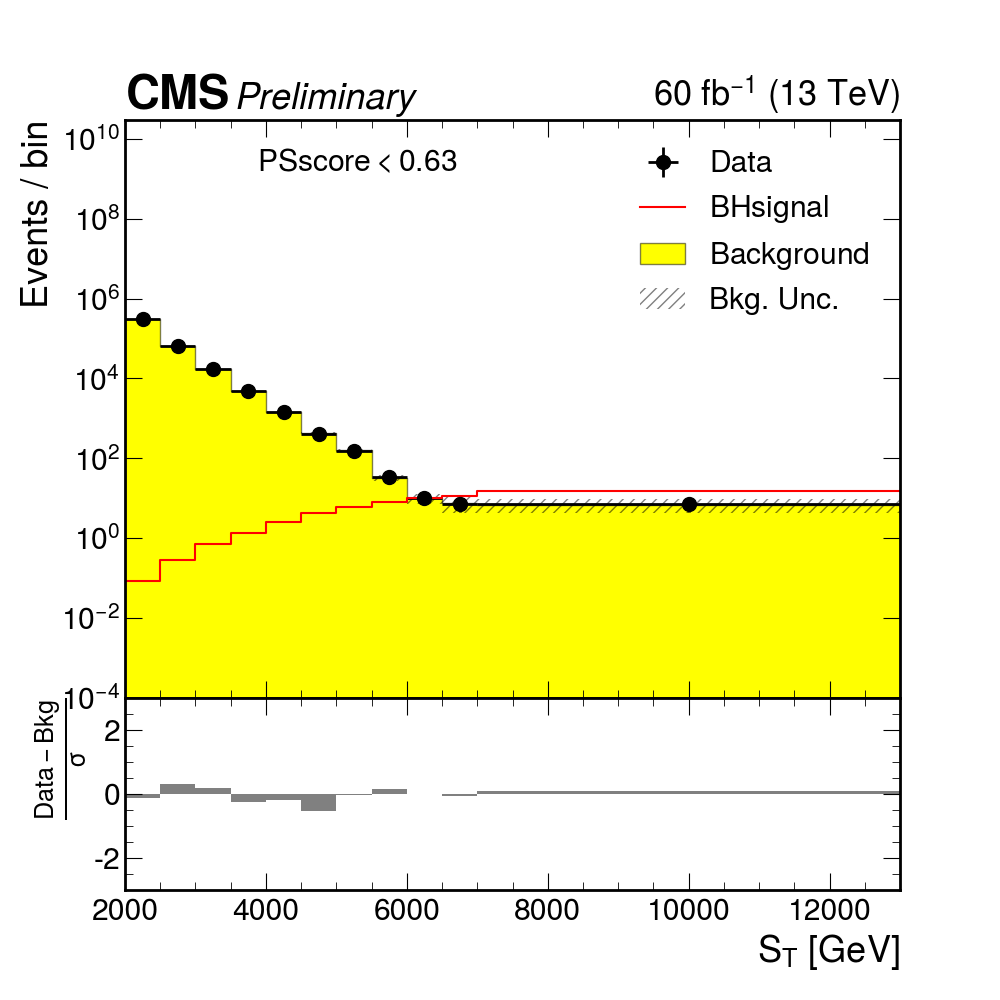 CMS Preliminary 60 fb⁻¹ (13 TeV)
Events / bin
PSscore < 0.63
Data
BHsignal
Background
Bkg. Unc.
10¹⁰
10⁸
10⁶
10⁴
10²
10⁰
10⁻²
10⁻⁴
Data − Bkg
σ
2
0
-2
2000 4000 6000 8000 10000 12000
S_T [GeV]